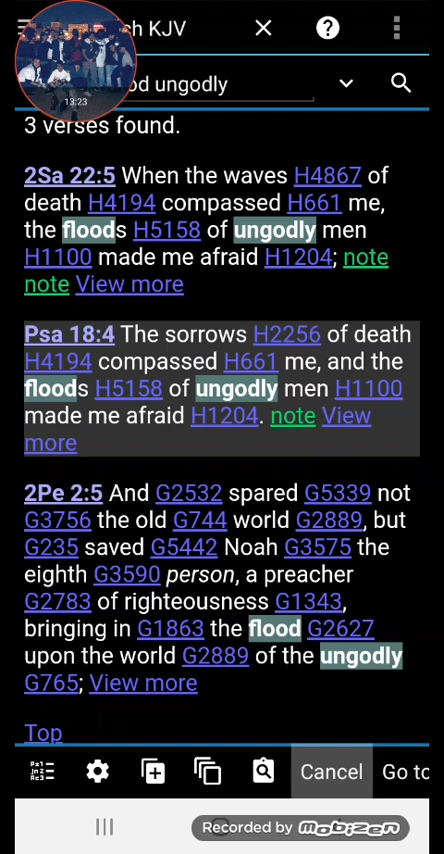 ch KJV
13:23
od ungodly
3 verses found.
2Sa 22:5 When the waves H4867 of
death H4194 compassed H661 me,
the floods H5158 of ungodly men
H1100 made me afraid H1204; note
note View more
Psa 18:4 The sorrows H2256 of death
H4194 compassed H661 me, and the
floods H5158 of ungodly men H1100
made me afraid H1204. note View
more
2Pe 2:5 And G2532 spared G5339 not
G3756 the old G744 world G2889, but
G235 saved G5442 Noah G3575 the
eighth G3590 person, a preacher
G2783 of righteousness G1343,
bringing in G1863 the flood G2627
upon the world G2889 of the ungodly
G765; View more
Top
Cancel Go to
Recorded by Mobizen